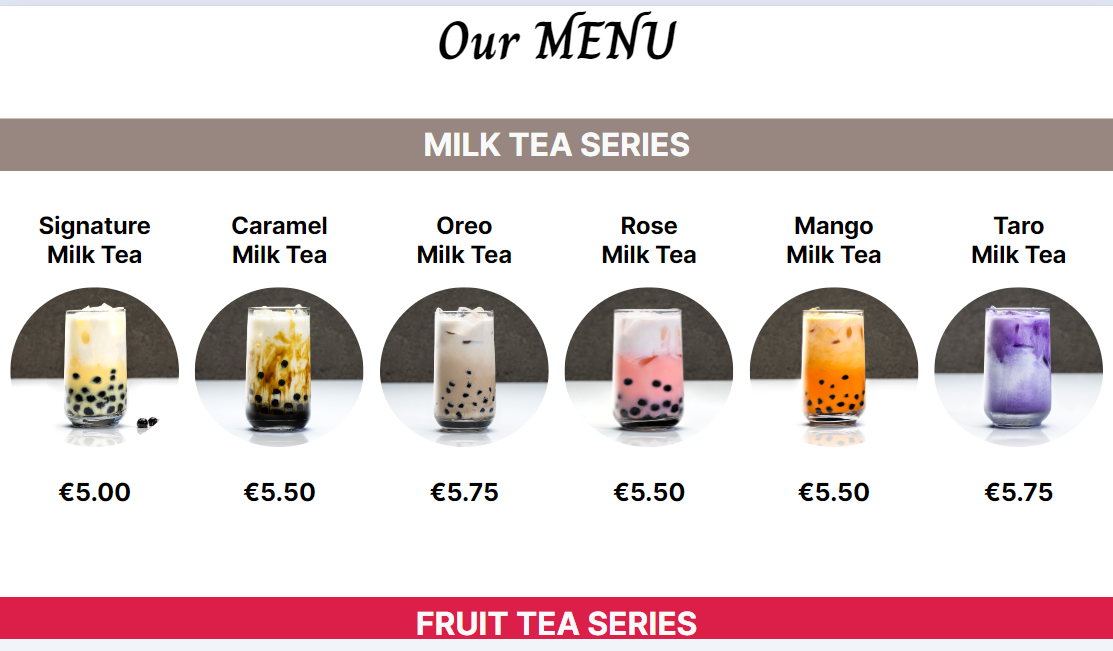 Our MENU
MILK TEA SERIES
Signature
Milk Tea
Caramel
Milk Tea
Oreo
Milk Tea
Rose
Milk Tea
Mango
Milk Tea
Taro
Milk Tea
€5.00
€5.50
€5.75
€5.50
€5.50
€5.75
FRUIT TEA SERIES